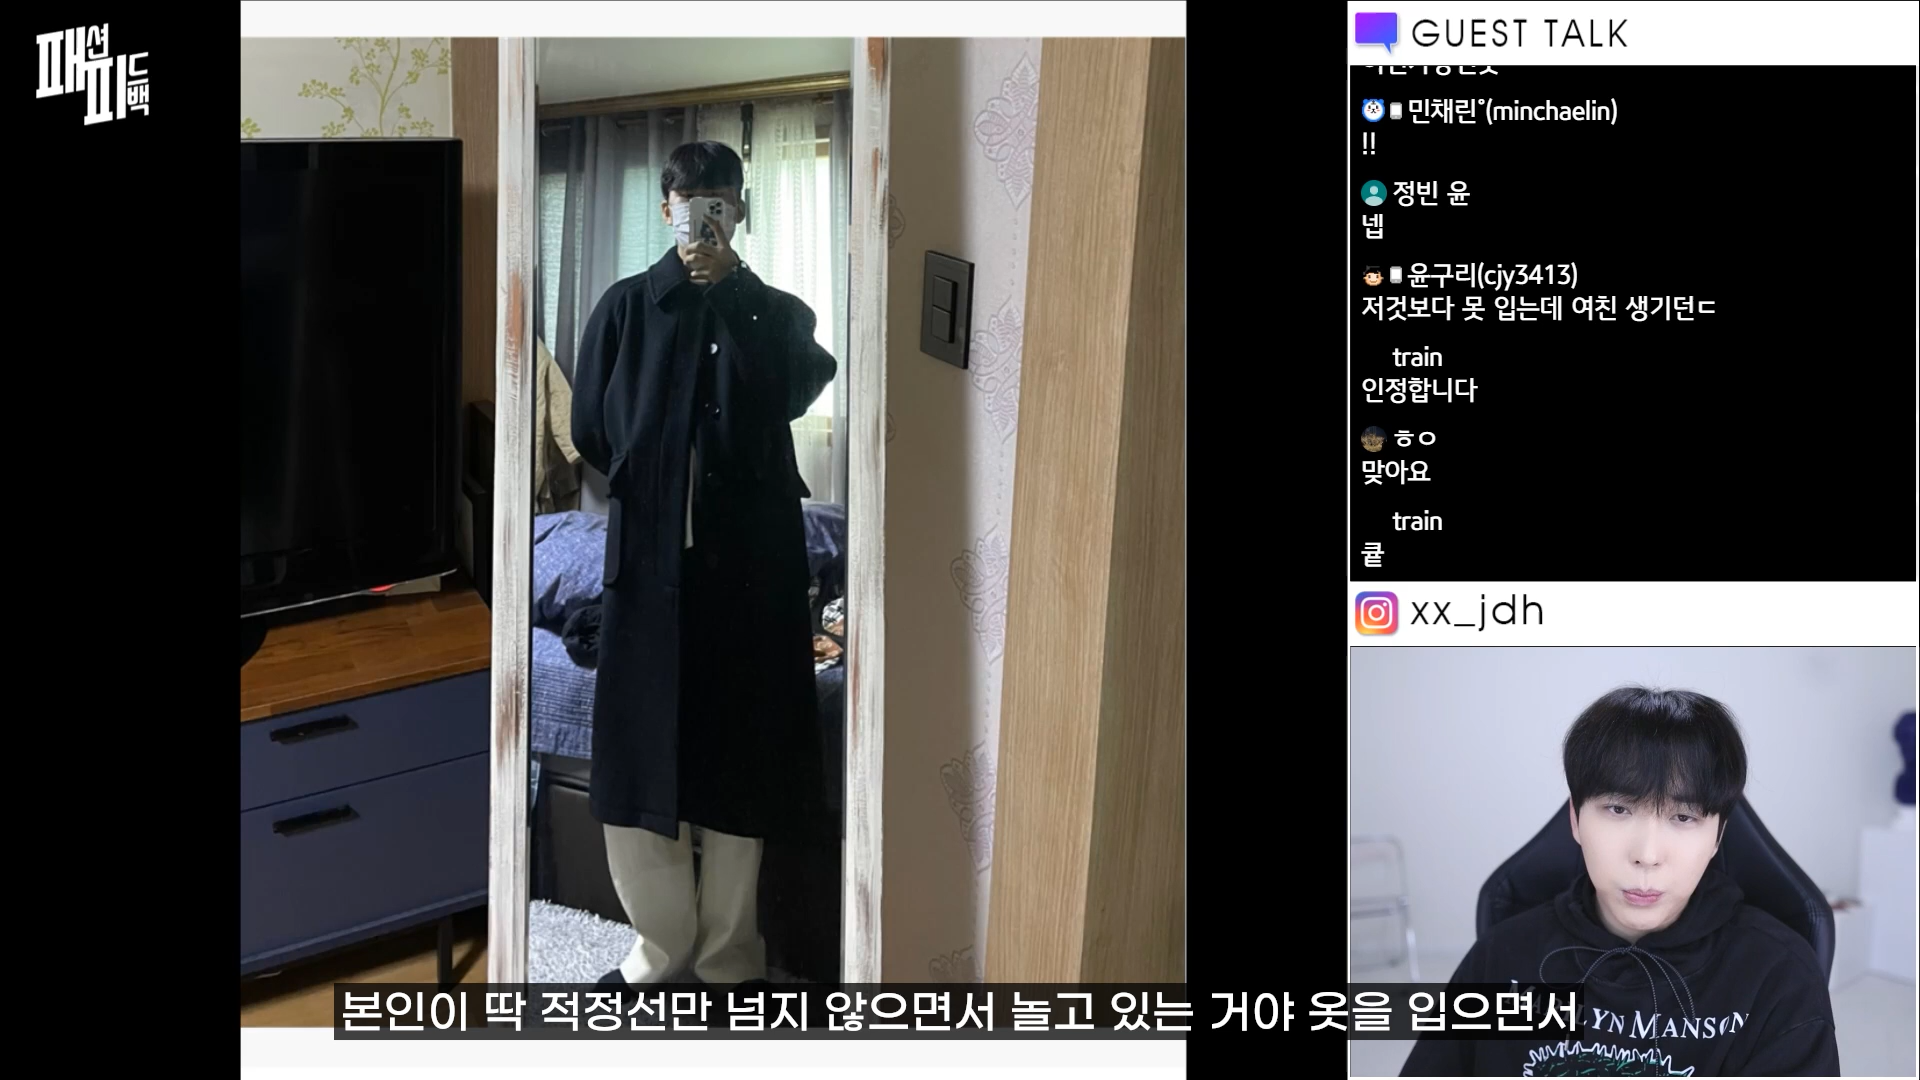 패션
피드백
GUEST TALK
민채린˚(minchaelin)
!!
정빈 윤
넵
윤구리(cjy3413)
저것보다 못 입는데 여친 생기던ㄷ
train
인정합니다
ㅎㅇ
맞아요
train
큩
xx_jdh
MARILYN MANSON
본인이 딱 적정선만 넘지 않으면서 놀고 있는 거야 옷을 입으면서